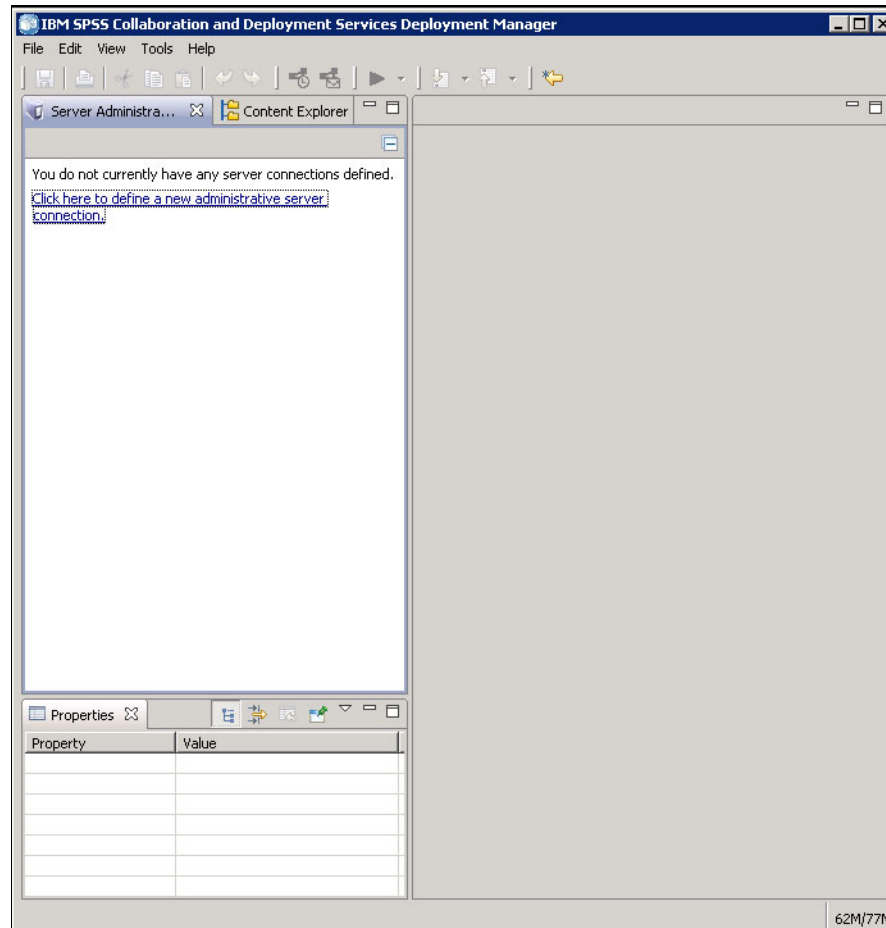 IBM SPSS Collaboration and Deployment Services Deployment Manager
File Edit View Tools Help
Server Administra... Content Explorer
You do not currently have any server connections defined.
Click here to define a new administrative server
connection.
Properties
Property Value
62M/77M